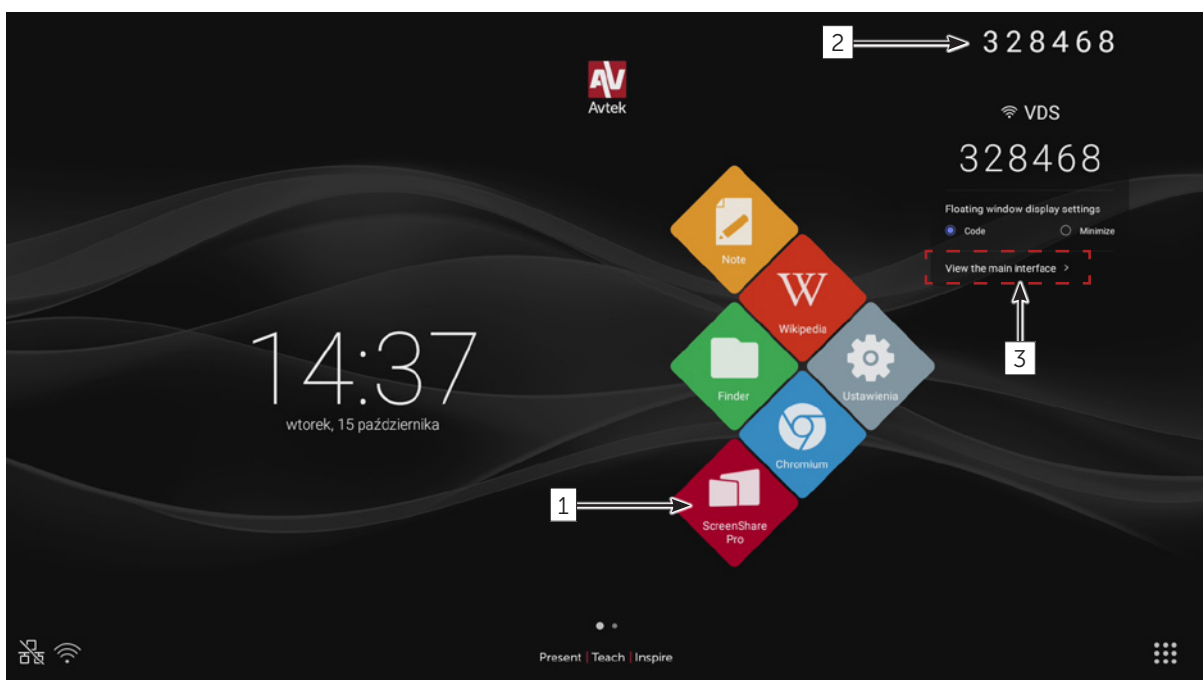 2
328468
AV
Avtek
VDS
328468
Floating window display settings
Code
Minimize
View the main interface >
3
Note
Wikipedia
W
Finder
Ustawienia
Chromium
14:37
wtorek, 15 października
1
ScreenShare
Pro
Present | Teach | Inspire